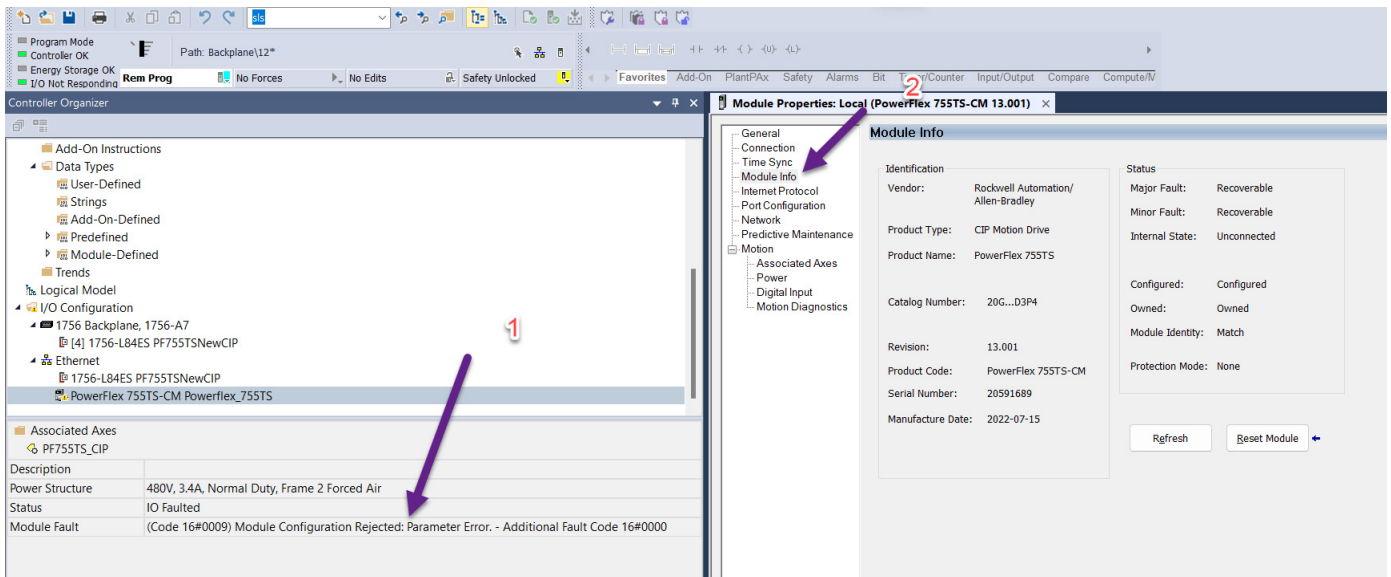 sls
Program Mode
Controller OK
Energy Storage OK
I/O Not Responding
Path: Backplane\12*
Rem Prog
No Forces
No Edits
Safety Unlocked
Favorites Add-On PlantPAx Safety Alarms Bit Timer/Counter Input/Output Compare Compute/M
Controller Organizer
Add-On Instructions
Data Types
User-Defined
Strings
Add-On-Defined
Predefined
Module-Defined
Trends
Logical Model
I/O Configuration
1756 Backplane, 1756-A7
[4] 1756-L84ES PF755TSNewCIP
Ethernet
1756-L84ES PF755TSNewCIP
PowerFlex 755TS-CM Powerflex_755TS
1
Associated Axes
PF755TS_CIP
Description
Power Structure 480V, 3.4A, Normal Duty, Frame 2 Forced Air
Status IO Faulted
Module Fault (Code 16#0009) Module Configuration Rejected: Parameter Error. - Additional Fault Code 16#0000
2
Module Properties: Local (PowerFlex 755TS-CM 13.001)
General
Connection
Time Sync
Module Info
Internet Protocol
Port Configuration
Network
Predictive Maintenance
Motion
Associated Axes
Power
Digital Input
Motion Diagnostics
Module Info
Identification
Vendor: Rockwell Automation/
Allen-Bradley
Product Type: CIP Motion Drive
Product Name: PowerFlex 755TS
Catalog Number: 20G...D3P4
Revision: 13.001
Product Code: PowerFlex 755TS-CM
Serial Number: 20591689
Manufacture Date: 2022-07-15
Status
Major Fault: Recoverable
Minor Fault: Recoverable
Internal State: Unconnected
Configured: Configured
Owned: Owned
Module Identity: Match
Protection Mode: None
Refresh
Reset Module